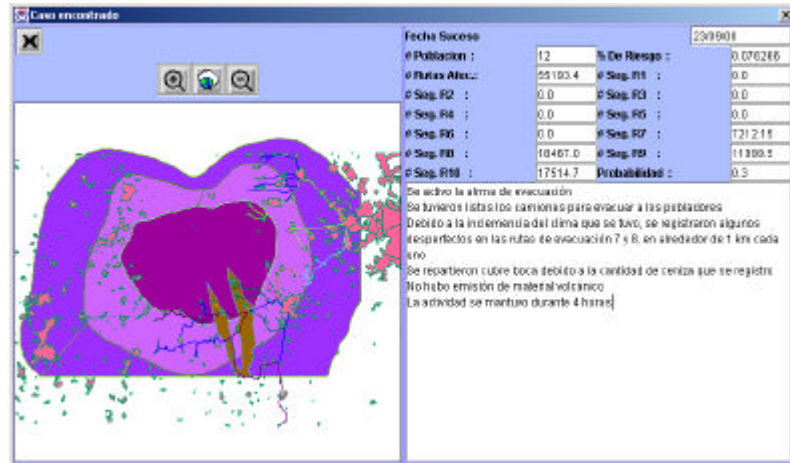 Caso encontrado
Fecha Suceso
# Poblacion : 12 % De Riesgo :
# Rutas Afec.: 55193.4 # Seg. R1 : 0.0
# Seg. R2 : 0.0 # Seg. R3 : 0.0
# Seg. R4 : 0.0 # Seg. R5 : 0.0
# Seg. R6 : 0.0 # Seg. R7 : 7212.15
# Seg. R8 : 18467.0 # Seg. R9 : 11999.5
# Seg. R10 : 17514.7 Probabilidad : 0.3
Se activo la alrma de evacuación
Se tuvieron listos los camiones para evacuar a los pobladores
Debido a la inclemencia del clima que se tuvo, se registraron algunos
desperfectos en las rutas de evacuación 7 y 8, en alrededor de 1 km cada
uno
Se repartieron cubre boca debido a la cantidad de ceniza que se registro
No hubo emisión de material volcánico
La actividad se mantuvo durante 4 horas